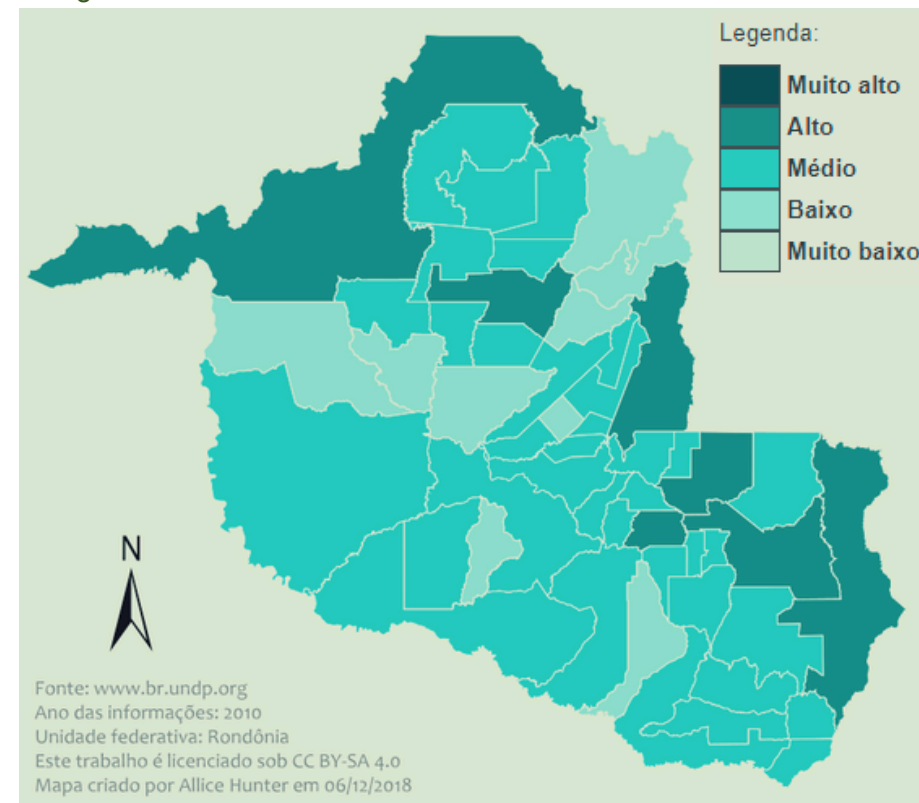 Legenda:
Muito alto
Alto
Médio
Baixo
Muito baixo
N
Fonte: www.br.undp.org
Ano das informações: 2010
Unidade federativa: Rondônia
Este trabalho é licenciado sob CC BY-SA 4.0
Mapa criado por Allice Hunter em 06/12/2018